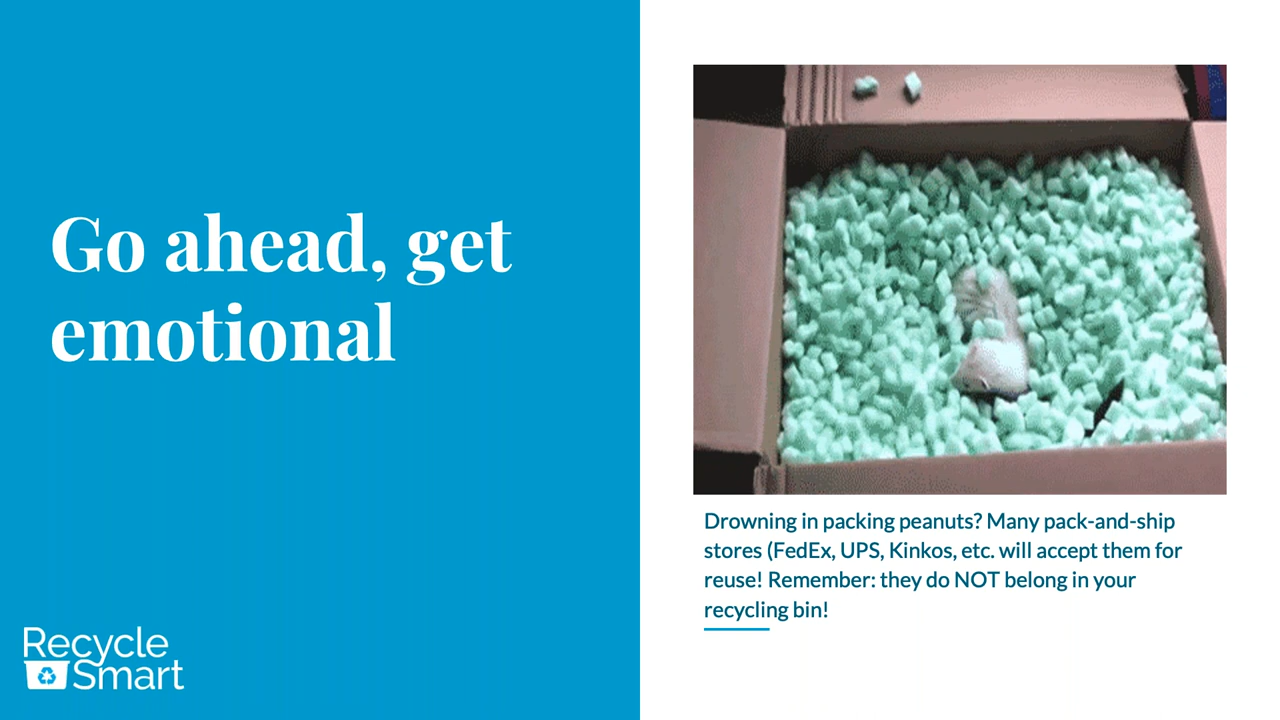 Go ahead, get
emotional
Recycle
Smart
Drowning in packing peanuts? Many pack-and-ship
stores (FedEx, UPS, Kinkos, etc. will accept them for
reuse! Remember: they do NOT belong in your
recycling bin!